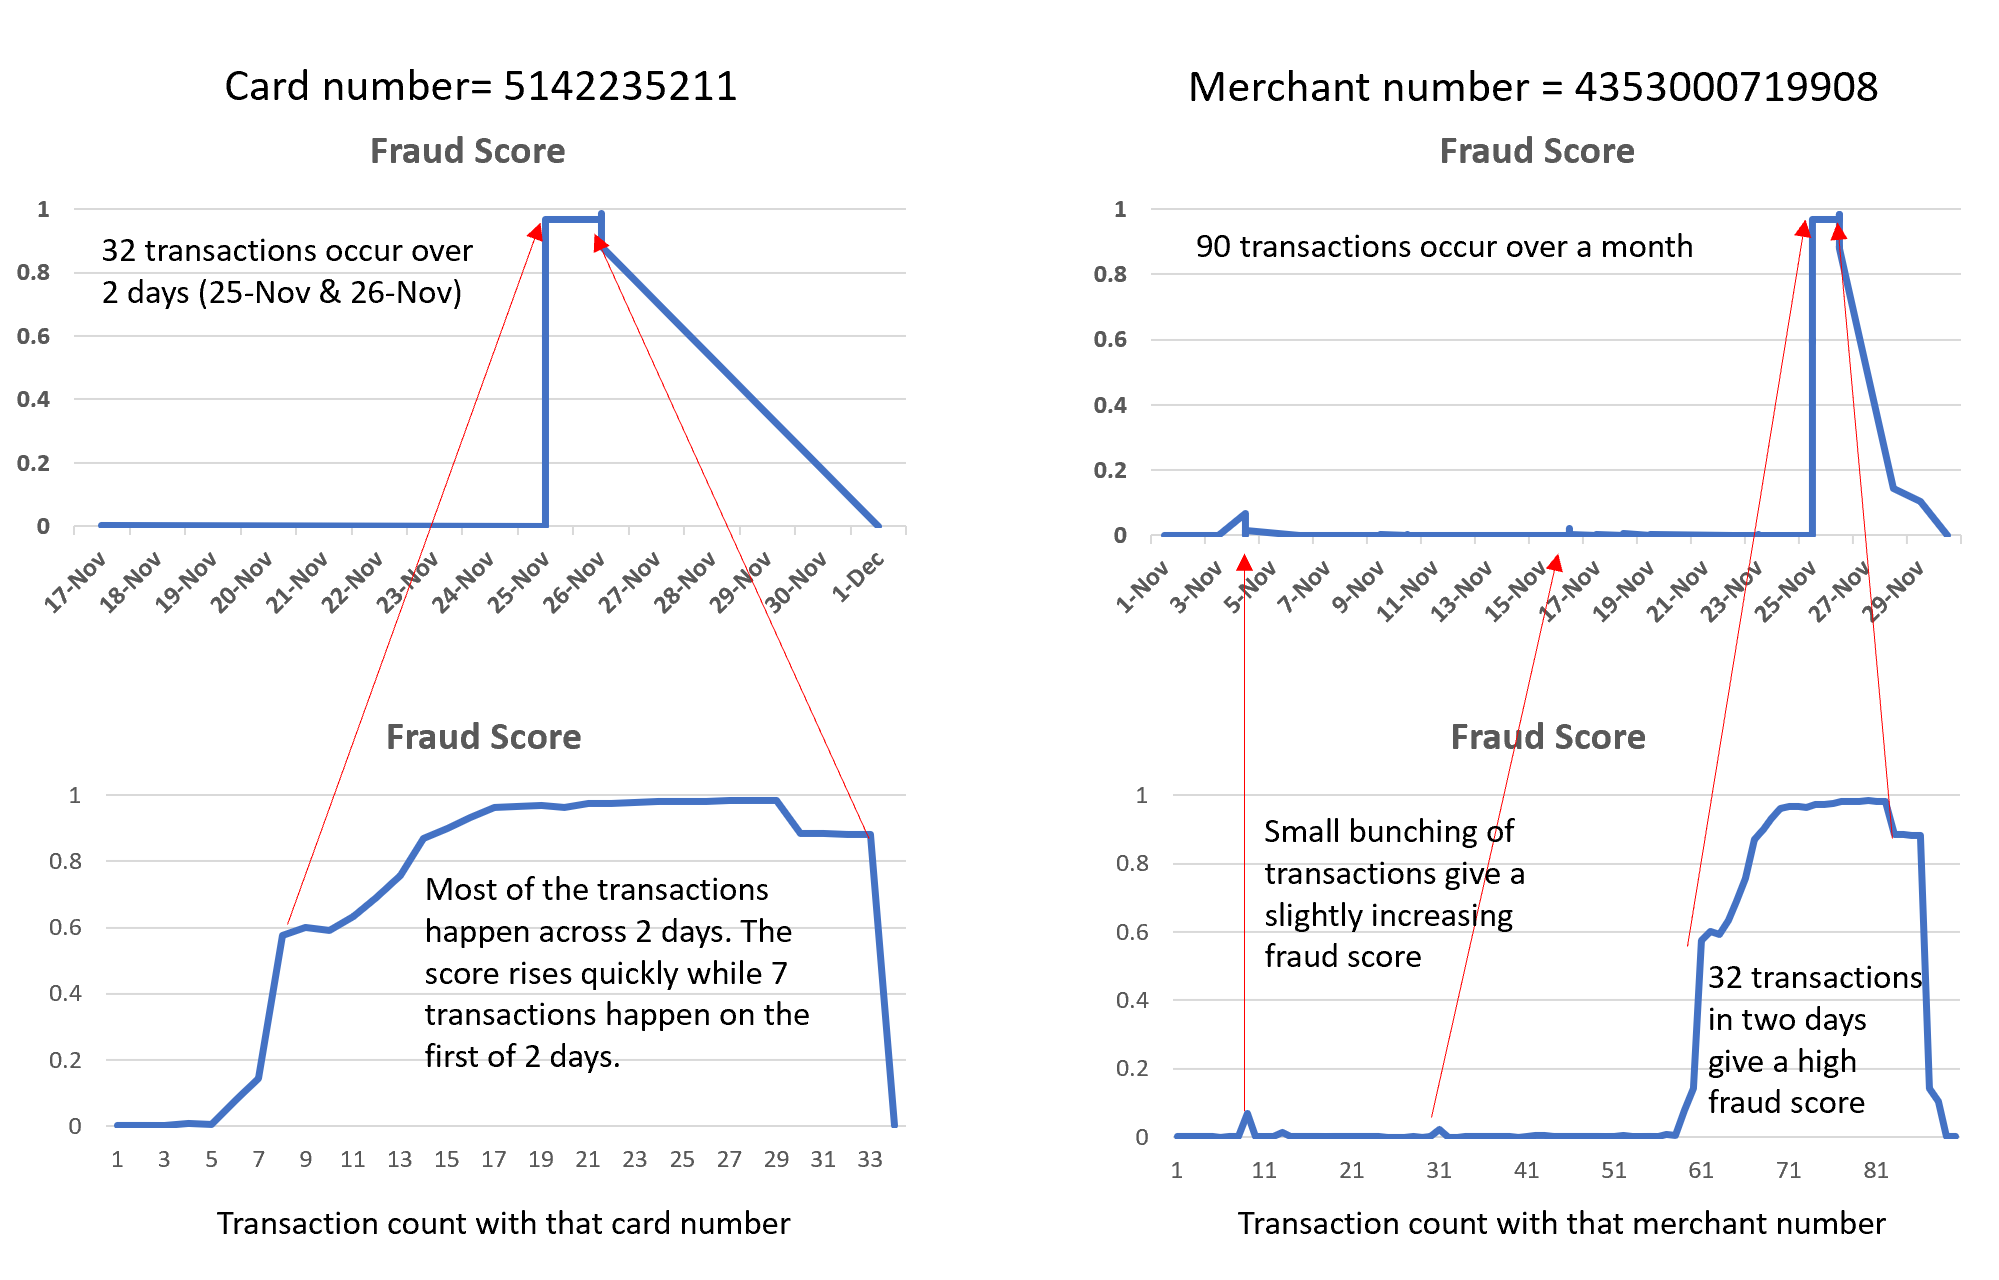 Card number= 5142235211
Fraud Score
32 transactions occur over
2 days (25-Nov & 26-Nov)
1
0.8
0.6
0.4
0.2
0
17-Nov
18-Nov
19-Nov
20-Nov
21-Nov
22-Nov
23-Nov
24-Nov
25-Nov
26-Nov
27-Nov
28-Nov
29-Nov
30-Nov
1-Dec
Merchant number = 4353000719908
Fraud Score
90 transactions occur over a month
1
0.8
0.6
0.4
0.2
0
1-Nov
3-Nov
5-Nov
7-Nov
9-Nov
11-Nov
13-Nov
15-Nov
17-Nov
19-Nov
21-Nov
23-Nov
25-Nov
27-Nov
29-Nov
Fraud Score
1
0.8
0.6
0.4
0.2
0
Most of the transactions
happen across 2 days. The
score rises quickly while 7
transactions happen on the
first of 2 days.
1 3 5 7 9 11 13 15 17 19 21 23 25 27 29 31 33
Transaction count with that card number
Fraud Score
1
0.8
0.6
0.4
0.2
0
Small bunching of
transactions give a
slightly increasing
fraud score
32 transactions
in two days
give a high
fraud score
1 11 21 31 41 51 61 71 81
Transaction count with that merchant number